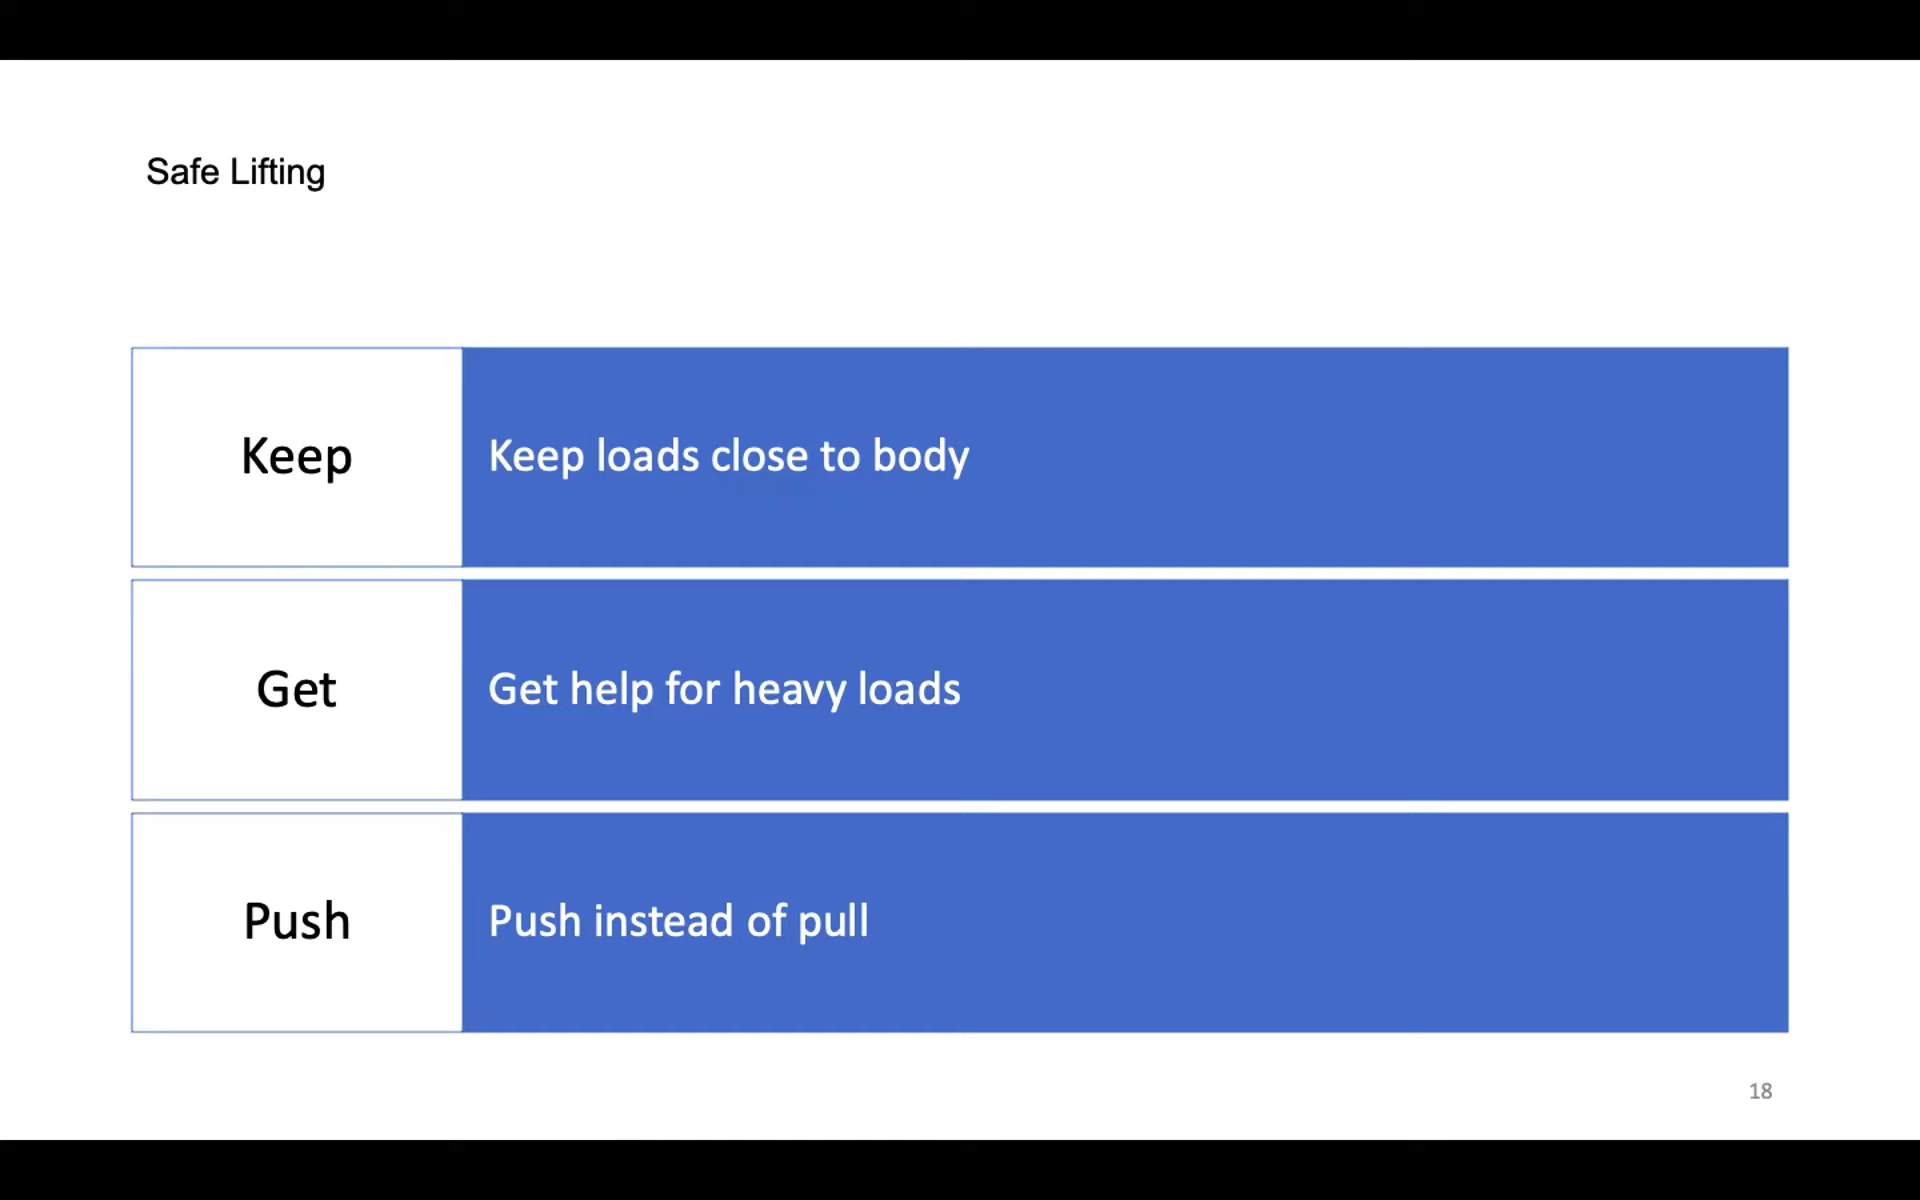 Safe Lifting
Keep
Keep loads close to body
Get
Get help for heavy loads
Push
Push instead of pull
18